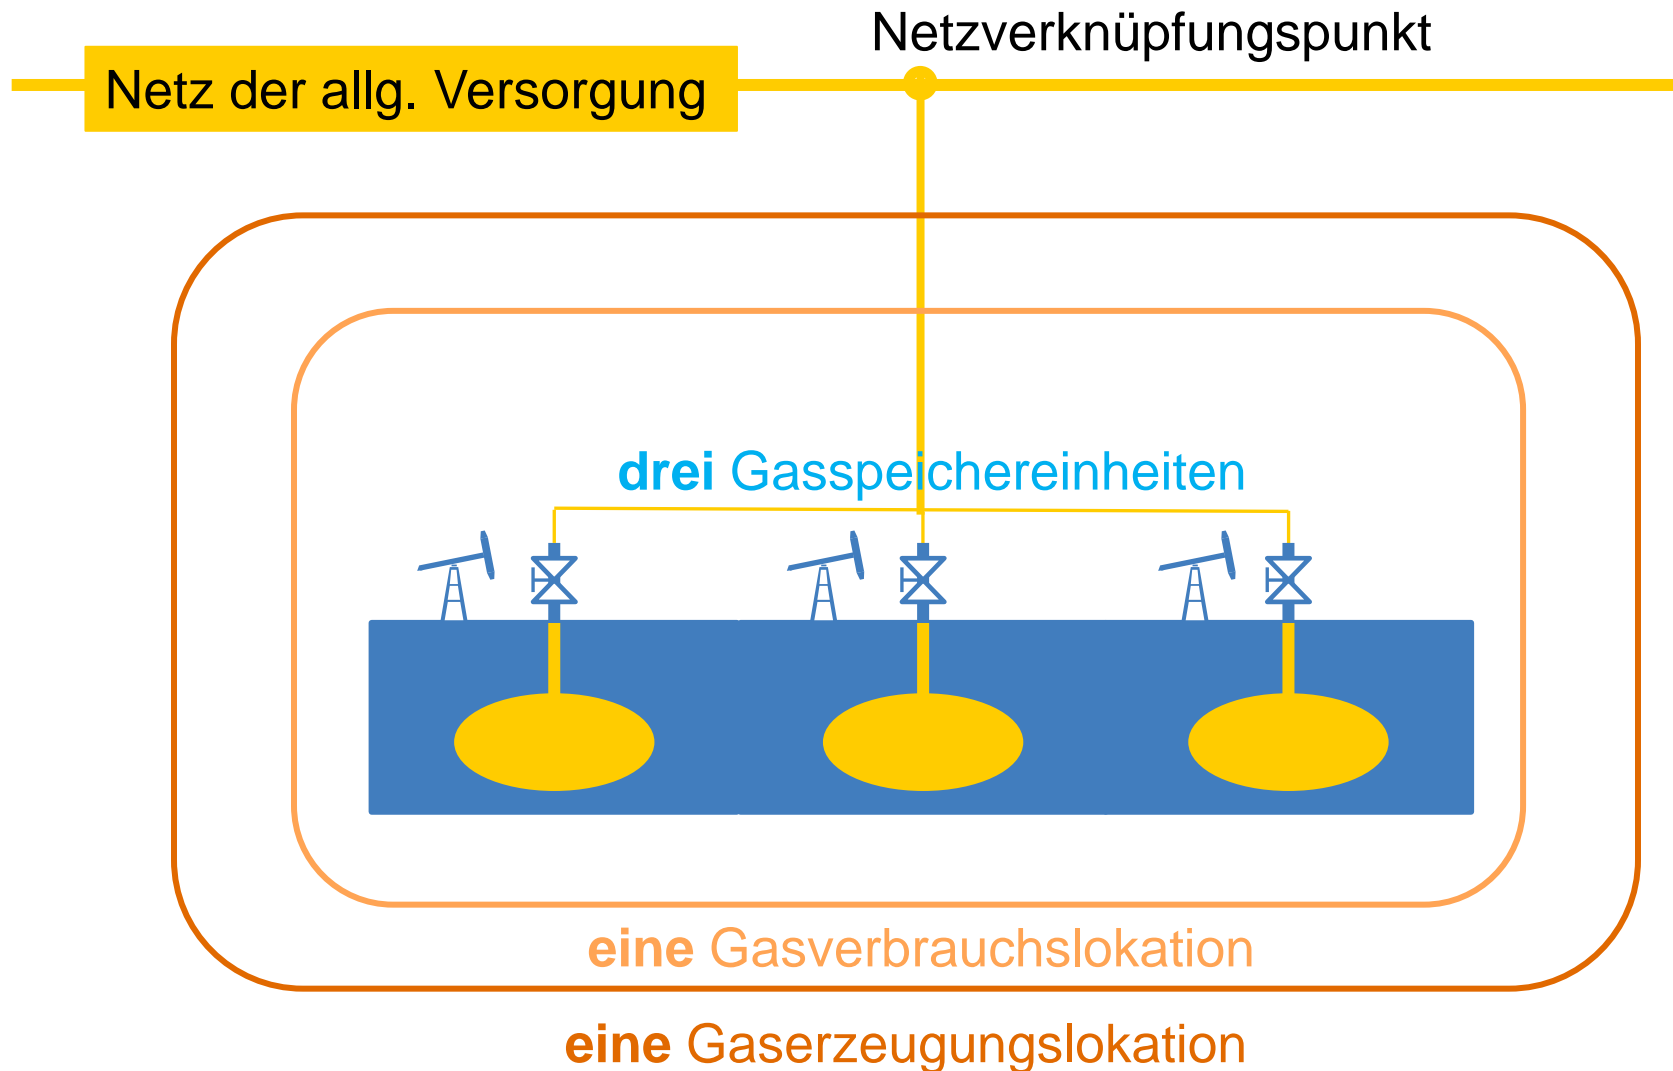 Netzverknüpfungspunkt
Netz der allg. Versorgung
drei Gasspeichereinheiten
eine Gasverbrauchslokation
eine Gaserzeugungslokation